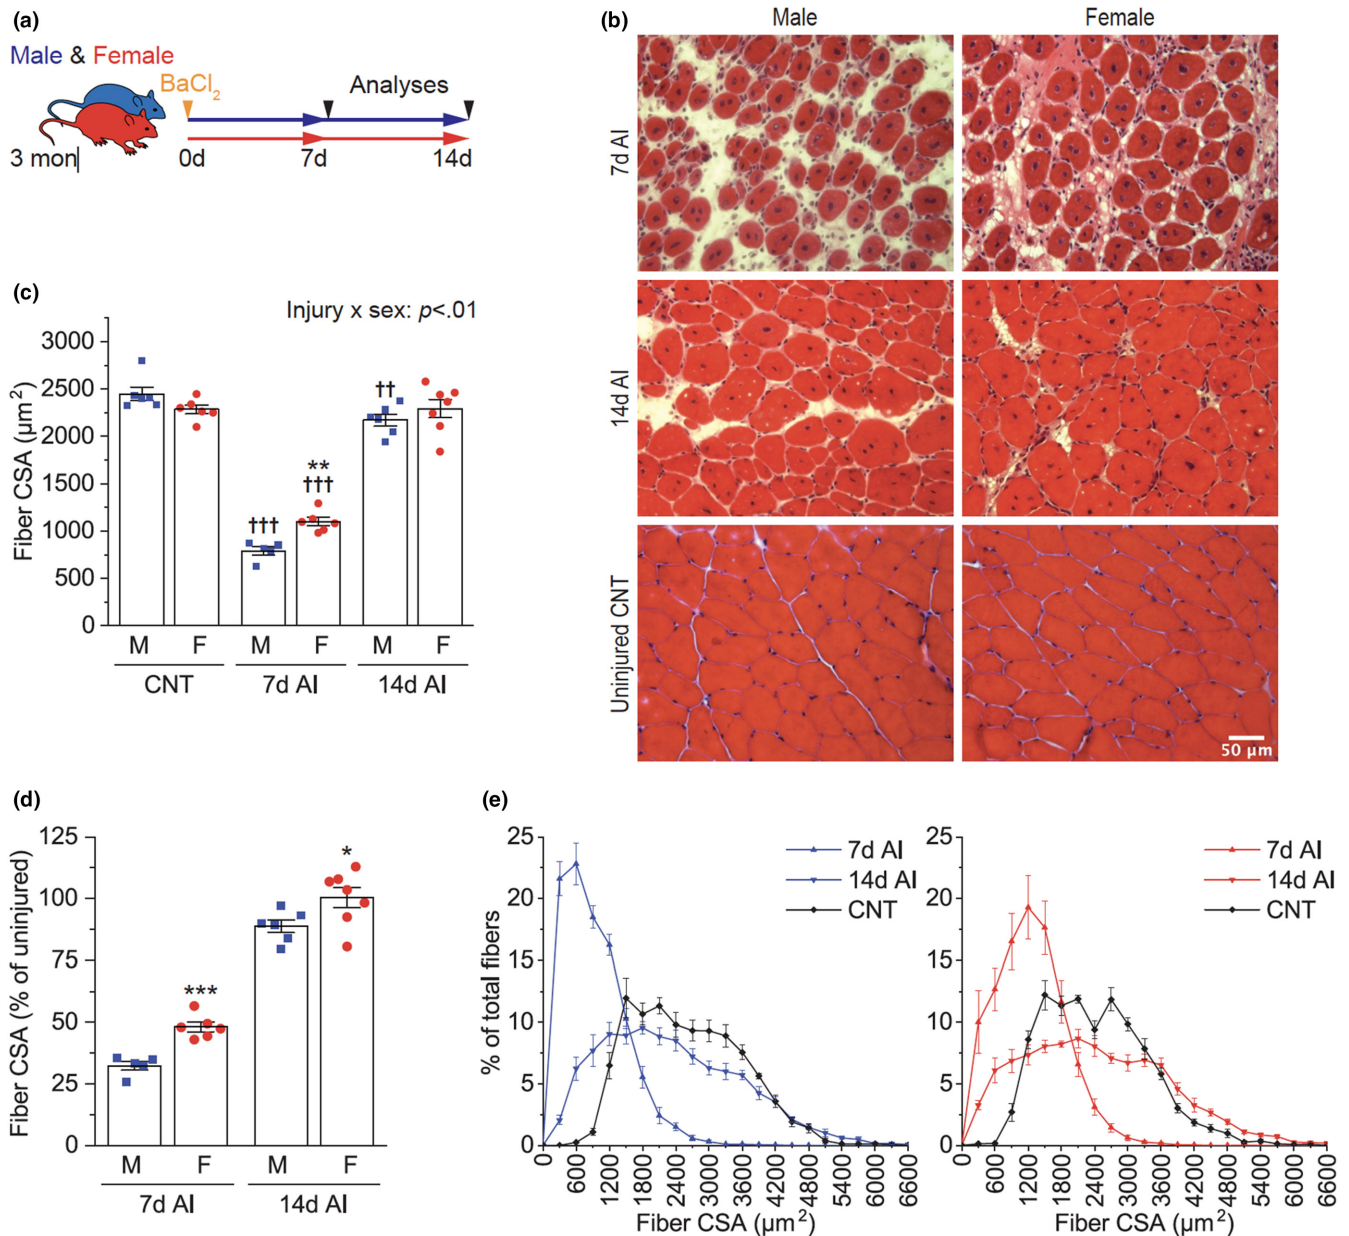 (a)
Male & Female
BaCl2
Analyses
3 mon
0d 7d 14d
(b)
Male Female
7d AI
14d AI
Uninjured CNT
50 μm
(c)
Injury x sex: p<.01
Fiber CSA (μm²)
3000
2500
2000
1500
1000
500
0
††† ** ††† ††
M F M F M F
CNT 7d AI 14d AI
(d)
Fiber CSA (% of uninjured)
125
100
75
50
25
0
*** *
M F M F
7d AI 14d AI
(e)
% of total fibers
25
20
15
10
5
0
7d AI
14d AI
CNT
0 600 1200 1800 2400 3000 3600 4200 4800 5400 6000 6600
Fiber CSA (μm²)
25
20
15
10
5
0
7d AI
14d AI
CNT
0 600 1200 1800 2400 3000 3600 4200 4800 5400 6000 6600
Fiber CSA (μm²)